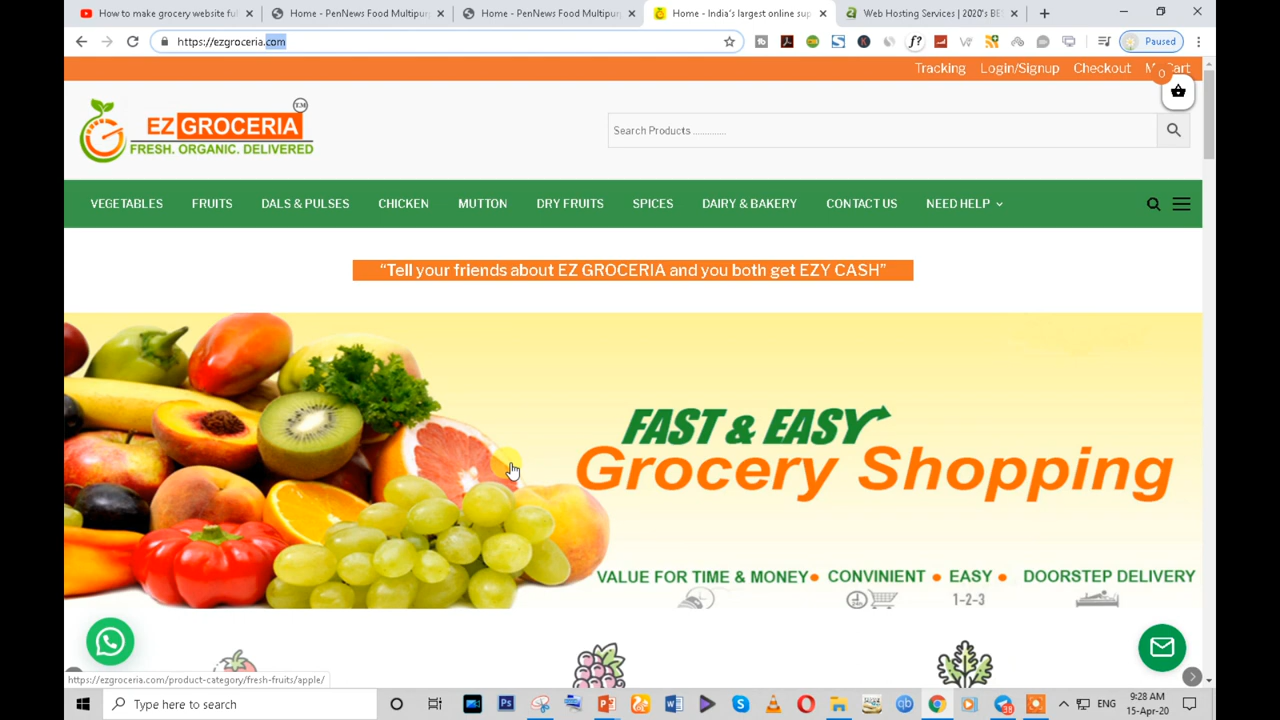 How to make grocery website ful
Home - PenNews Food Multipur
Home - PenNews Food Multipur
Home - India's largest online sup
Web Hosting Services | 2020's BE
https://ezgroceria.com
Paused
Tracking Login/Signup Checkout
0
TM
EZ GROCERIA
FRESH. ORGANIC. DELIVERED
Search Products .............
VEGETABLES FRUITS DALS & PULSES CHICKEN MUTTON DRY FRUITS SPICES DAIRY & BAKERY CONTACT US NEED HELP
“Tell your friends about EZ GROCERIA and you both get EZY CASH”
FAST & EASY
Grocery Shopping
VALUE FOR TIME & MONEY CONVINIENT EASY DOORSTEP DELIVERY
1-2-3
https://ezgroceria.com/product-category/fresh-fruits/apple/
Type here to search
ENG
9:28 AM
15-Apr-20